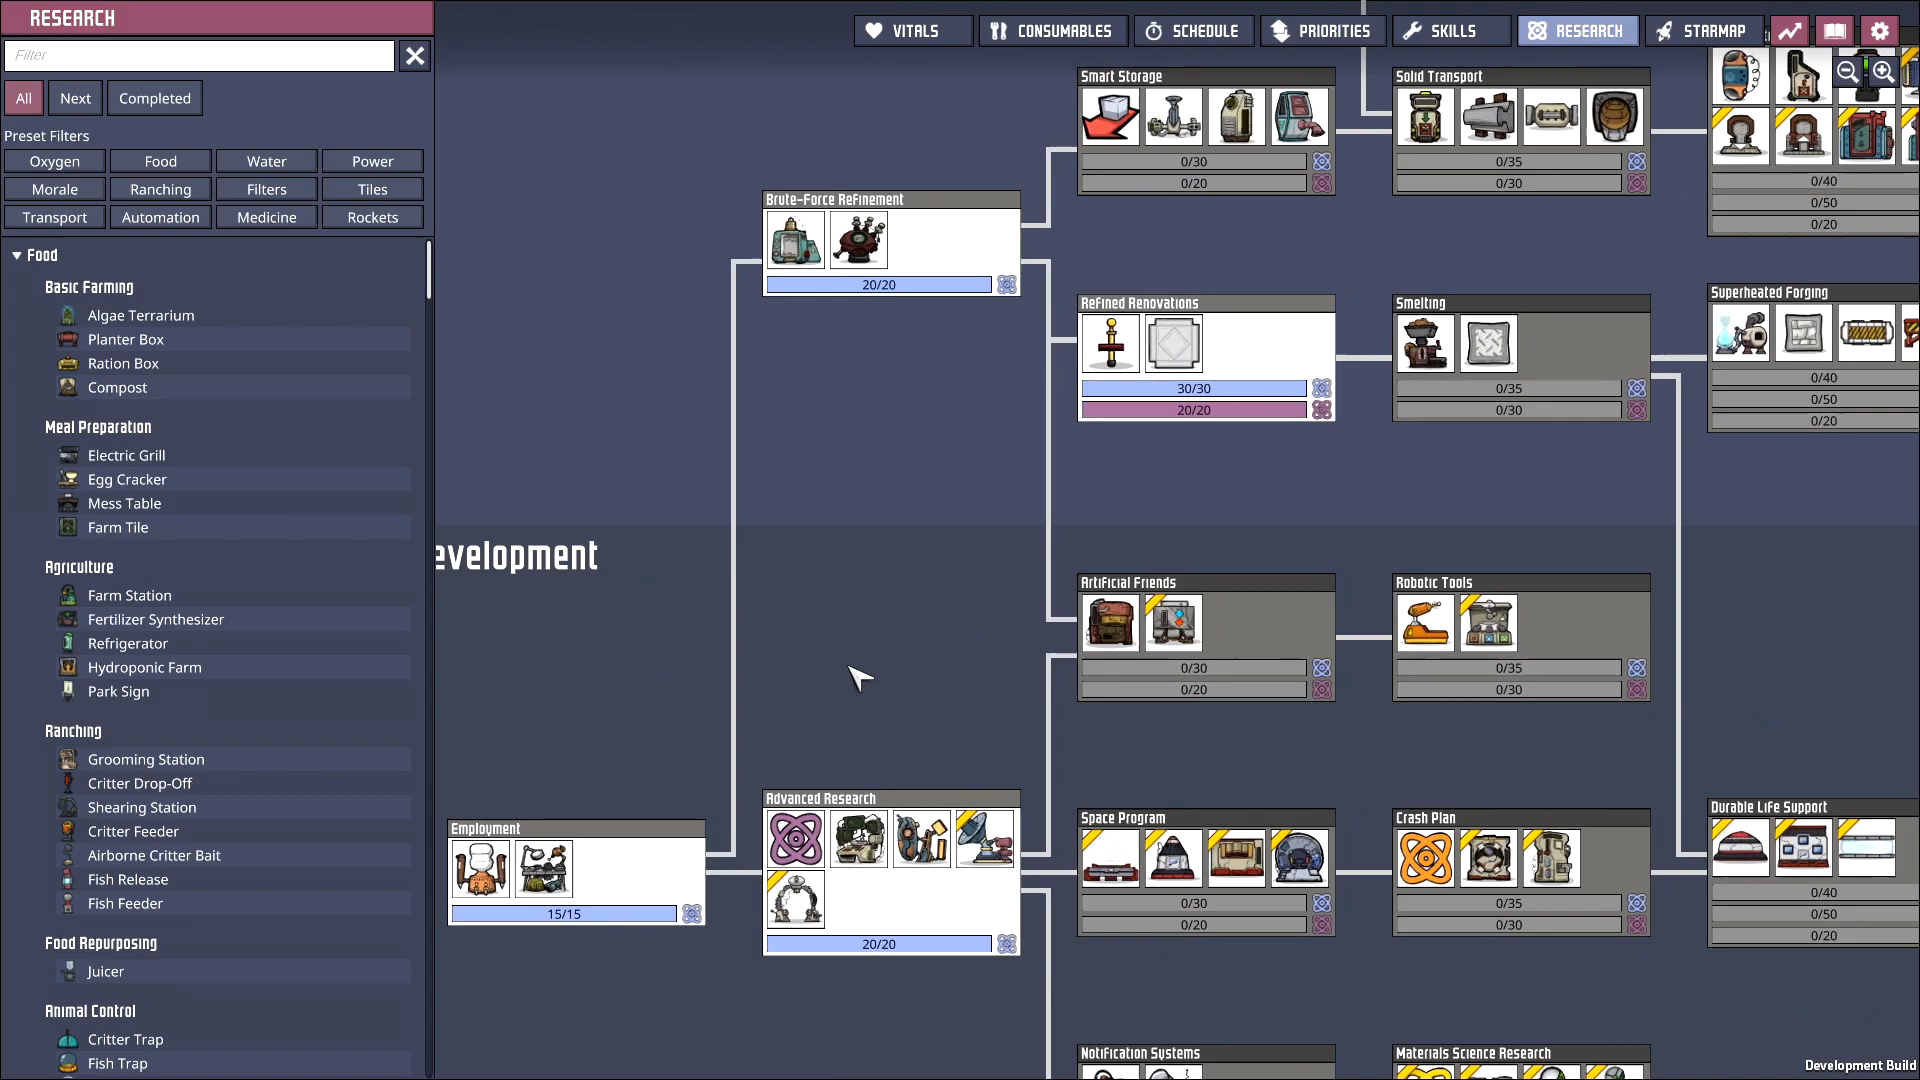 RESEARCH
VITALS
CONSUMABLES
SCHEDULE
PRIORITIES
SKILLS
RESEARCH
STARMAP
Filter
All
Next
Completed
Preset Filters
Oxygen
Food
Water
Power
Morale
Ranching
Filters
Tiles
Transport
Automation
Medicine
Rockets
Food
Basic Farming
Algae Terrarium
Planter Box
Ration Box
Compost
Meal Preparation
Electric Grill
Egg Cracker
Mess Table
Farm Tile
Agriculture
Farm Station
Fertilizer Synthesizer
Refrigerator
Hydroponic Farm
Park Sign
Ranching
Grooming Station
Critter Drop-Off
Shearing Station
Critter Feeder
Airborne Critter Bait
Fish Release
Fish Feeder
Food Repurposing
Juicer
Animal Control
Critter Trap
Fish Trap
evelopment
Employment
15/15
Brute-Force Refinement
20/20
Advanced Research
20/20
Smart Storage
0/30
0/20
Refined Renovations
30/30
20/20
Artificial Friends
0/30
0/20
Space Program
0/30
0/20
Notification Systems
Solid Transport
0/35
0/30
Smelting
0/35
0/30
Robotic Tools
0/35
0/30
Crash Plan
0/35
0/30
Materials Science Research
0/40
0/50
0/20
Superheated Forging
0/40
0/50
0/20
Durable Life Support
0/40
0/50
0/20
Development Build